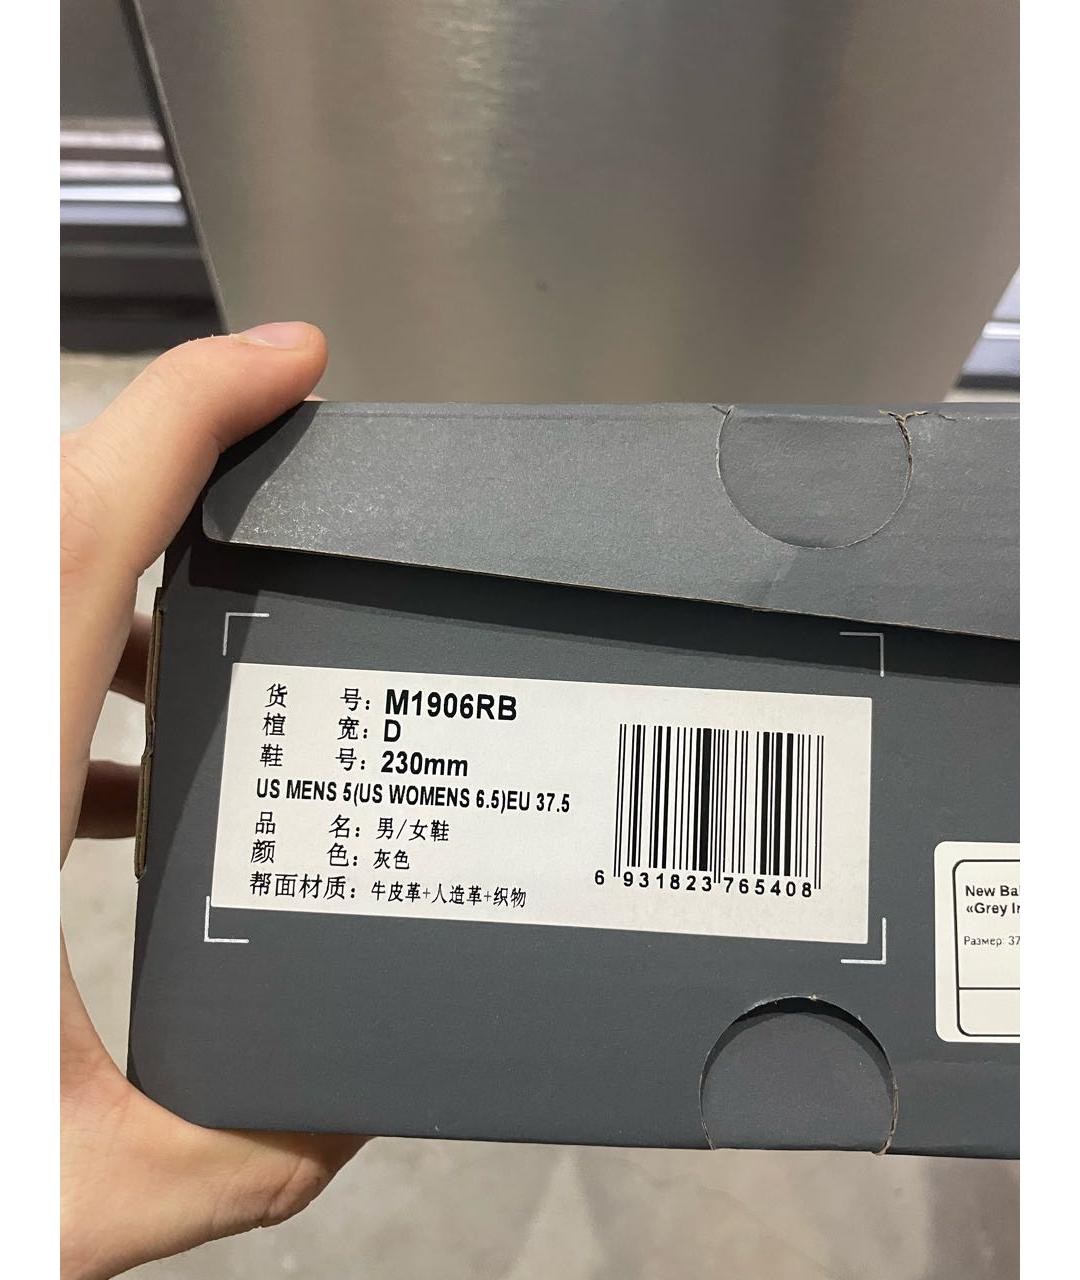 货 号: M1906RB
楦 宽: D
鞋 号: 230mm
US MENS 5(US WOMENS 6.5)EU 37.5
品 名: 男/女鞋
颜 色: 灰色
帮面材质: 牛皮革+人造革+织物
6 931823 765408
New Bal
«Grey In
Размер: 37